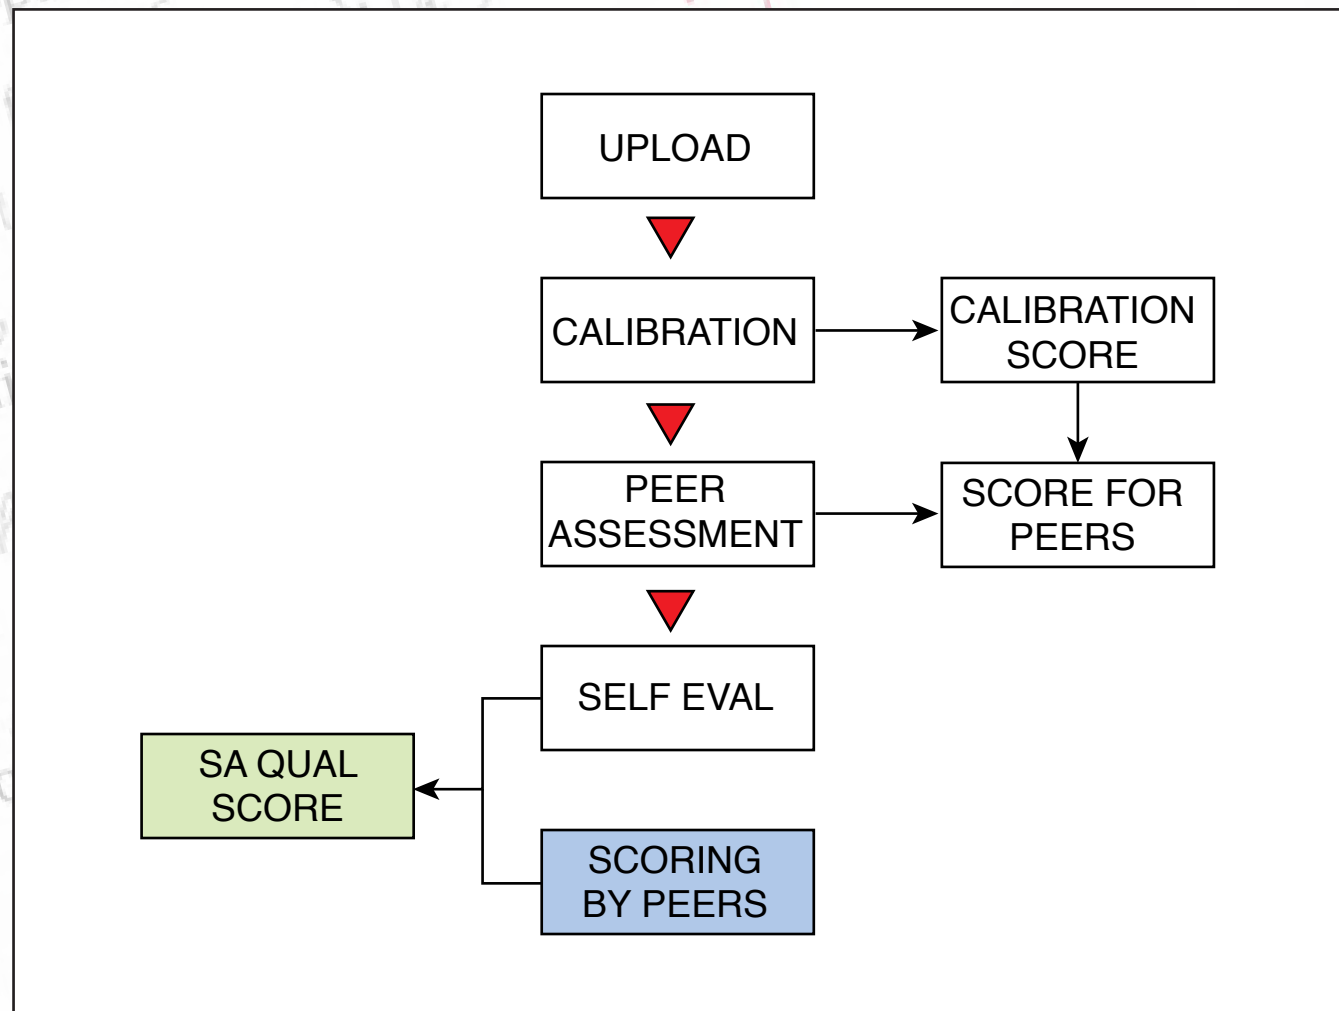 UPLOAD
CALIBRATION
CALIBRATION
SCORE
PEER
ASSESSMENT
SCORE FOR
PEERS
SELF EVAL
SA QUAL
SCORE
SCORING
BY PEERS